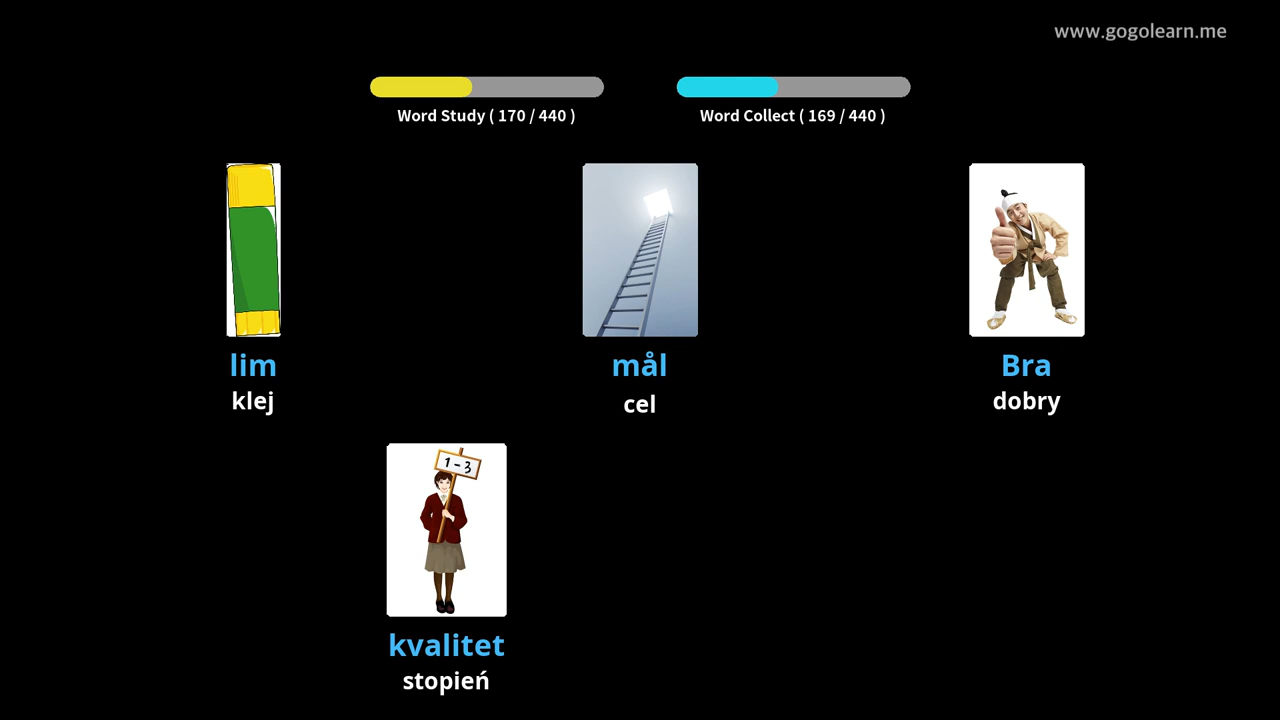 www.gogolearn.me
Word Study ( 170 / 440 )
Word Collect ( 169 / 440 )
lim
klej
mål
cel
Bra
dobry
1 - 3
kvalitet
stopień